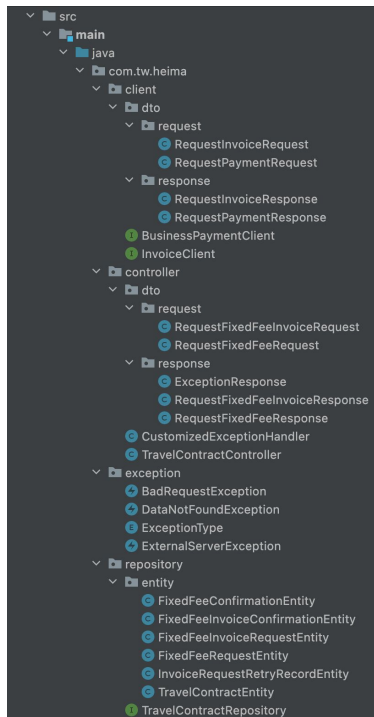 src
main
java
com.tw.heima
client
dto
request
RequestInvoiceRequest
RequestPaymentRequest
response
RequestInvoiceResponse
RequestPaymentResponse
BusinessPaymentClient
InvoiceClient
controller
dto
request
RequestFixedFeeInvoiceRequest
RequestFixedFeeRequest
response
ExceptionResponse
RequestFixedFeeInvoiceResponse
RequestFixedFeeResponse
CustomizedExceptionHandler
TravelContractController
exception
BadRequestException
DataNotFoundException
ExceptionType
ExternalServerException
repository
entity
FixedFeeConfirmationEntity
FixedFeeInvoiceConfirmationEntity
FixedFeeInvoiceRequestEntity
FixedFeeRequestEntity
InvoiceRequestRetryRecordEntity
TravelContractEntity
TravelContractRepository